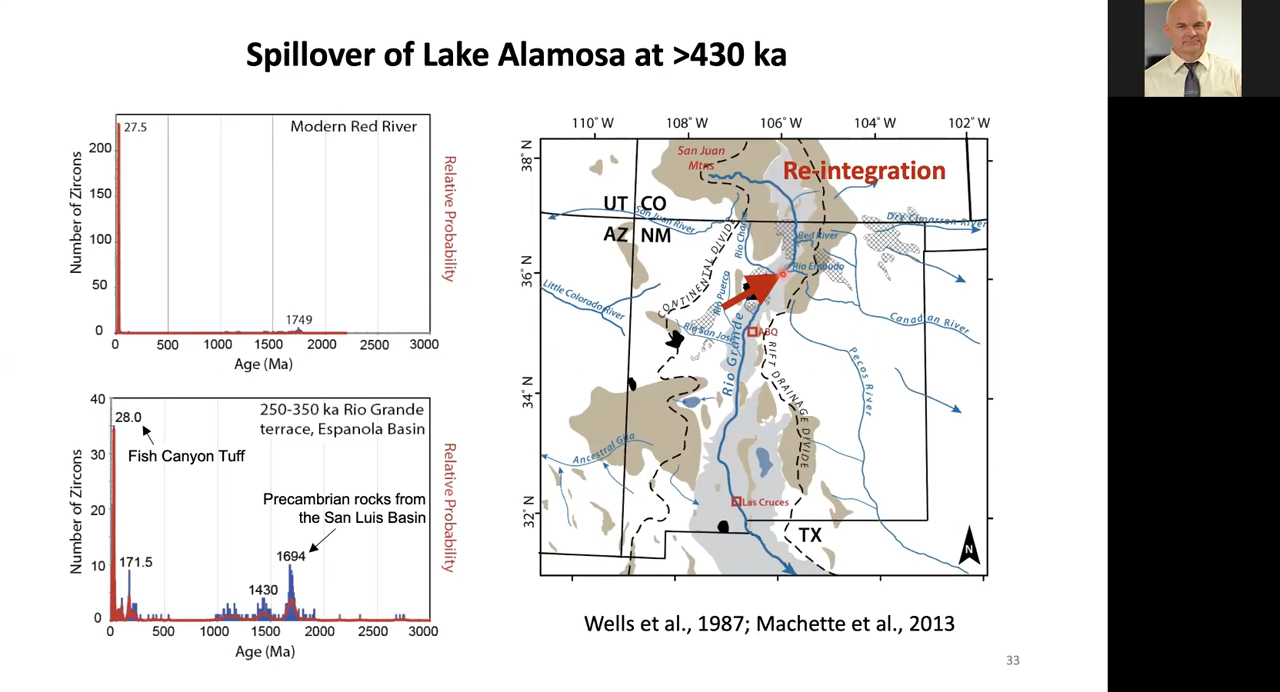 Spillover of Lake Alamosa at >430 ka
Modern Red River
27.5
1749
Number of Zircons
Relative Probability
200
150
100
50
0
0 500 1000 1500 2000 2500 3000
Age (Ma)
250-350 ka Rio Grande
terrace, Espanola Basin
28.0
Fish Canyon Tuff
Precambrian rocks from
the San Luis Basin
171.5
1430
1694
Number of Zircons
Relative Probability
40
30
20
10
0
0 500 1000 1500 2000 2500 3000
Age (Ma)
110° W 108° W 106° W 104° W 102° W
38° N
36° N
34° N
32° N
San Juan
Mtns
Re-integration
UT CO
AZ NM
San Juan River
Dry Cimarron River
Rio Chama
Red River
Rio Embudo
CONTINENTAL DIVIDE
Little Colorado River
Rio Puerco
Rio San Jose
ABQ
Canadian River
Rio Grande
RIFT DRAINAGE DIVIDE
Pecos River
Ancestral Gila
Las Cruces
TX
N
Wells et al., 1987; Machette et al., 2013
33